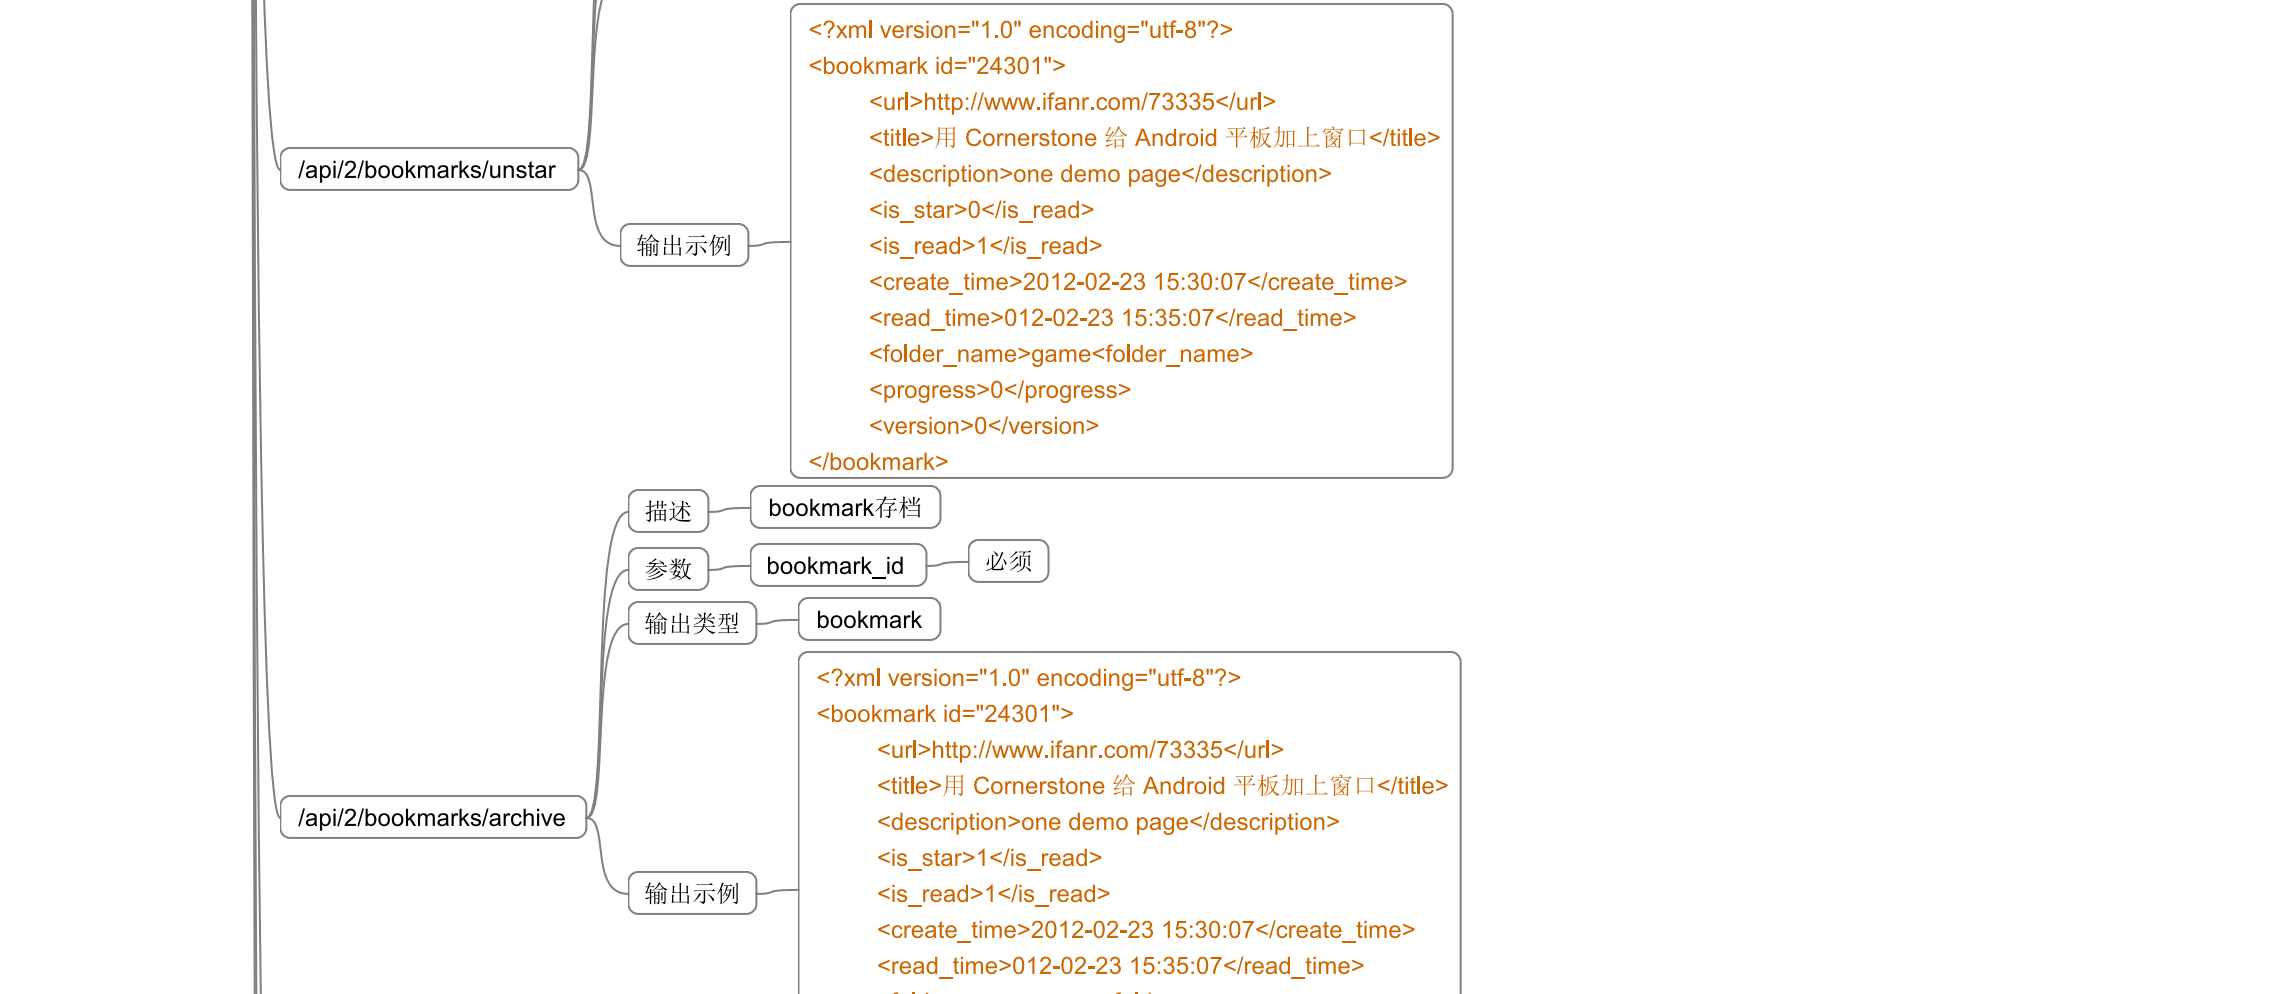 <?xml version="1.0" encoding="utf-8"?>
<bookmark id="24301">
<url>http://www.ifanr.com/73335</url>
<title>用 Cornerstone 给 Android 平板加上窗口</title>
<description>one demo page</description>
<is_star>0</is_read>
<is_read>1</is_read>
<create_time>2012-02-23 15:30:07</create_time>
<read_time>012-02-23 15:35:07</read_time>
<folder_name>game<folder_name>
<progress>0</progress>
<version>0</version>
</bookmark>
/api/2/bookmarks/unstar
输出示例
描述
bookmark存档
参数
bookmark_id
必须
输出类型
bookmark
/api/2/bookmarks/archive
输出示例
<?xml version="1.0" encoding="utf-8"?>
<bookmark id="24301">
<url>http://www.ifanr.com/73335</url>
<title>用 Cornerstone 给 Android 平板加上窗口</title>
<description>one demo page</description>
<is_star>1</is_read>
<is_read>1</is_read>
<create_time>2012-02-23 15:30:07</create_time>
<read_time>012-02-23 15:35:07</read_time>